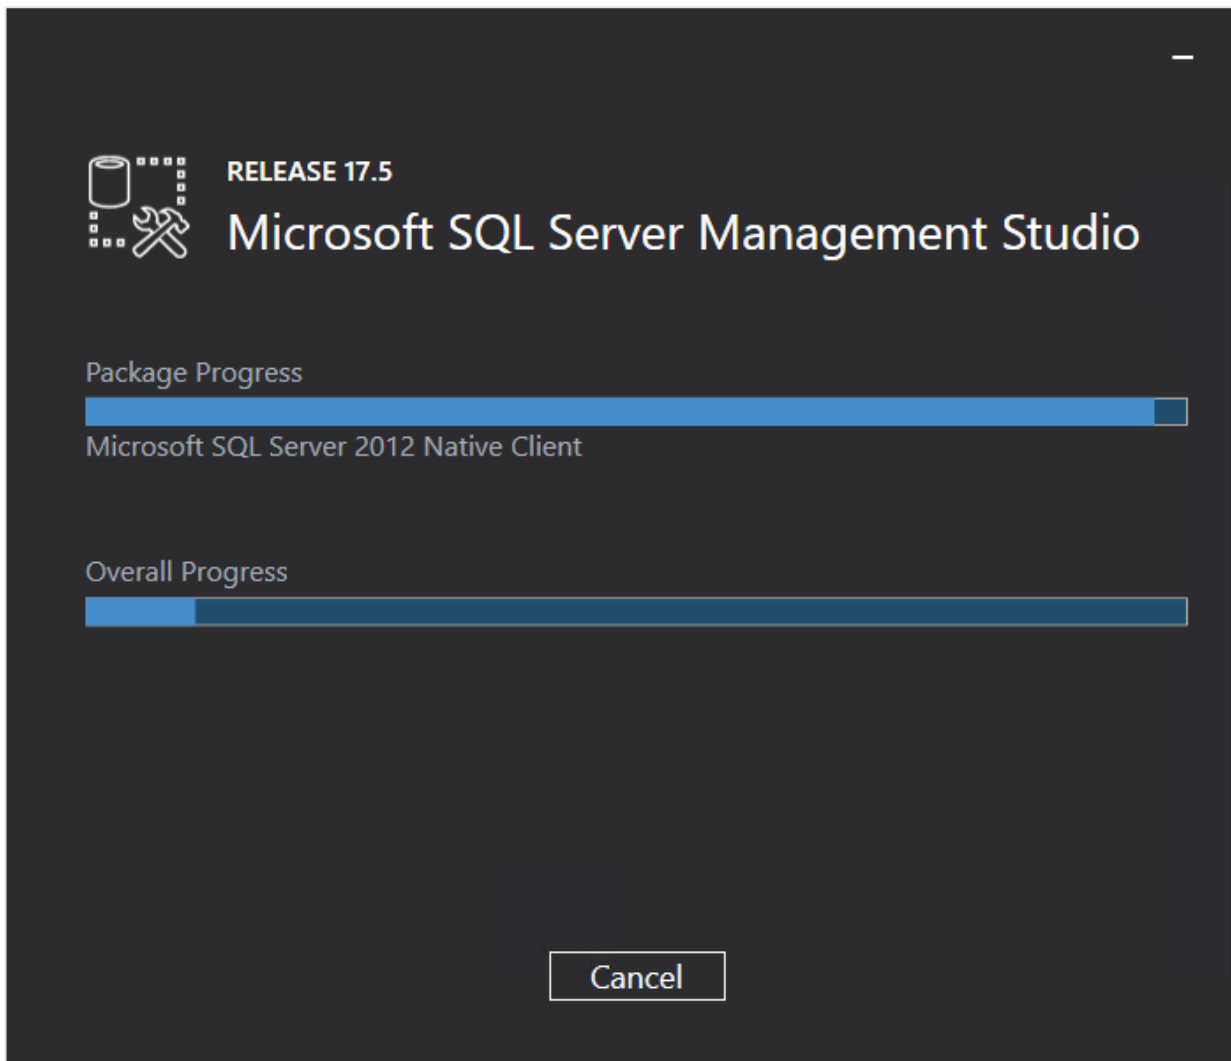 RELEASE 17.5
Microsoft SQL Server Management Studio
Package Progress
Microsoft SQL Server 2012 Native Client
Overall Progress
Cancel